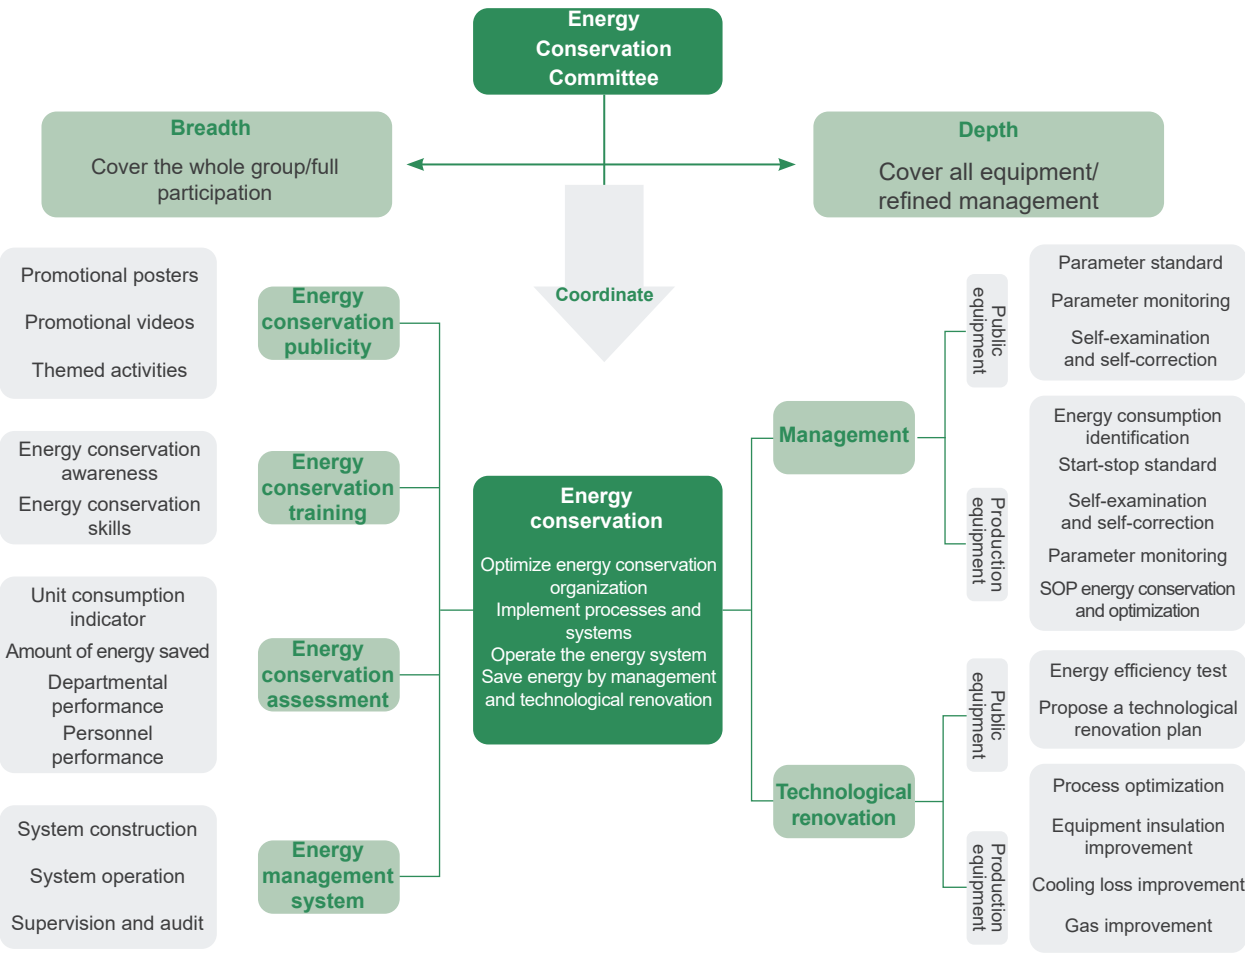 Energy
Conservation
Committee
Breadth
Cover the whole group/full
participation
Depth
Cover all equipment/
refined management
Coordinate
Promotional posters
Promotional videos
Themed activities
Energy
conservation
publicity
Energy conservation
awareness
Energy conservation
skills
Energy
conservation
training
Unit consumption
indicator
Amount of energy saved
Departmental
performance
Personnel
performance
Energy
conservation
assessment
System construction
System operation
Supervision and audit
Energy
management
system
Energy
conservation
Optimize energy conservation
organization
Implement processes and
systems
Operate the energy system
Save energy by management
and technological renovation
Management
Public
equipment
Parameter standard
Parameter monitoring
Self-examination
and self-correction
Production
equipment
Energy consumption
identification
Start-stop standard
Self-examination
and self-correction
Parameter monitoring
SOP energy conservation
and optimization
Technological
renovation
Public
equipment
Energy efficiency test
Propose a technological
renovation plan
Production
equipment
Process optimization
Equipment insulation
improvement
Cooling loss improvement
Gas improvement